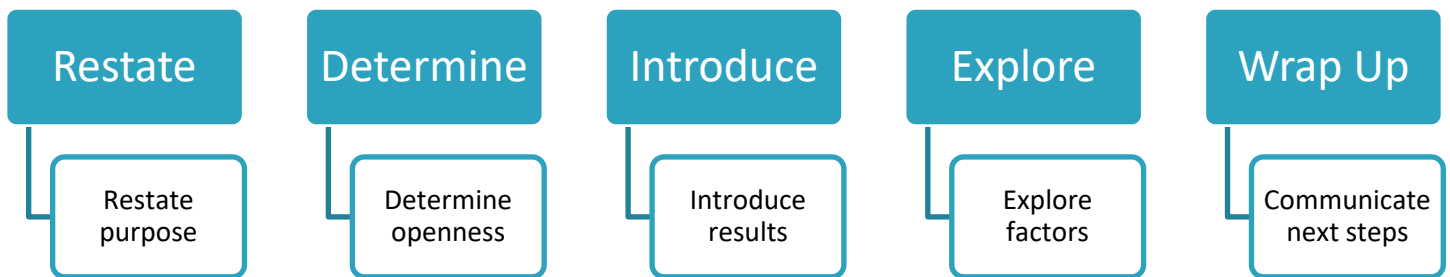 Restate
Determine
Introduce
Explore
Wrap Up
Restate
purpose
Determine
openness
Introduce
results
Explore
factors
Communicate
next steps